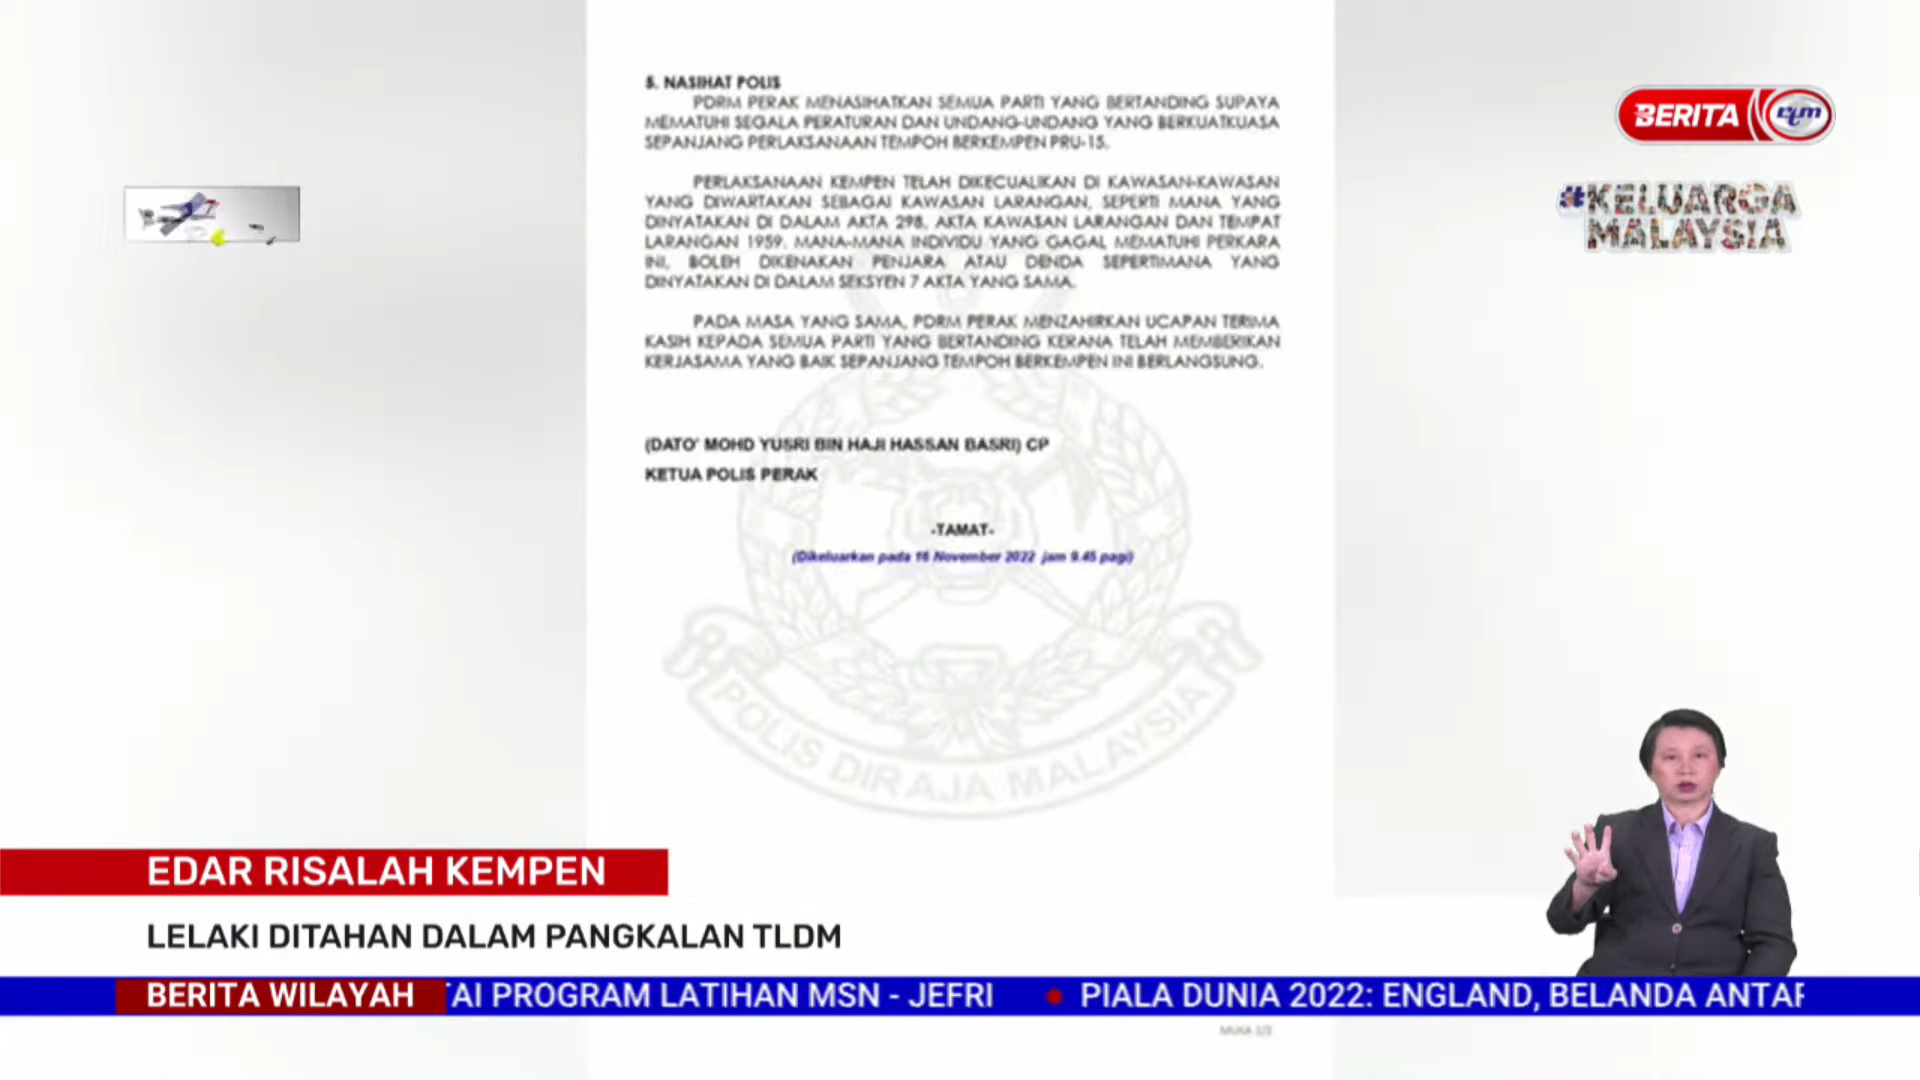 5. NASIHAT POLIS
PDRM PERAK MENASIHATKAN SEMUA PARTI YANG BERTANDING SUPAYA
MEMATUHI SEGALA PERATURAN DAN UNDANG-UNDANG YANG BERKUATKUASA
SEPANJANG PERLAKSANAAN TEMPOH BERKEMPEN PRU-15.
PERLAKSANAAN KEMPEN TELAH DIKECUALIKAN DI KAWASAN-KAWASAN
YANG DIWARTAKAN SEBAGAI KAWASAN LARANGAN, SEPERTI MANA YANG
DINYATAKAN DI DALAM AKTA 298, AKTA KAWASAN LARANGAN DAN TEMPAT
LARANGAN 1959. MANA-MANA INDIVIDU YANG GAGAL MEMATUHI PERKARA
INI, BOLEH DIKENAKAN PENJARA ATAU DENDA SEPERTIMANA YANG
DINYATAKAN DI DALAM SEKSYEN 7 AKTA YANG SAMA.
PADA MASA YANG SAMA, PDRM PERAK MENZAHIRKAN UCAPAN TERIMA
KASIH KEPADA SEMUA PARTI YANG BERTANDING KERANA TELAH MEMBERIKAN
KERJASAMA YANG BAIK SEPANJANG TEMPOH BERKEMPEN INI BERLANGSUNG.
(DATO' MOHD YUSRI BIN HAJI HASSAN BASRI) CP
KETUA POLIS PERAK
-TAMAT-
(Dikeluarkan pada 16 November 2022 jam 9.45 pagi)
POLIS DIRAJA MALAYSIA
BERITA rtm
#KELUARGA
MALAYSIA
EDAR RISALAH KEMPEN
LELAKI DITAHAN DALAM PANGKALAN TLDM
BERITA WILAYAH TAI PROGRAM LATIHAN MSN - JEFRI • PIALA DUNIA 2022: ENGLAND, BELANDA ANTAR